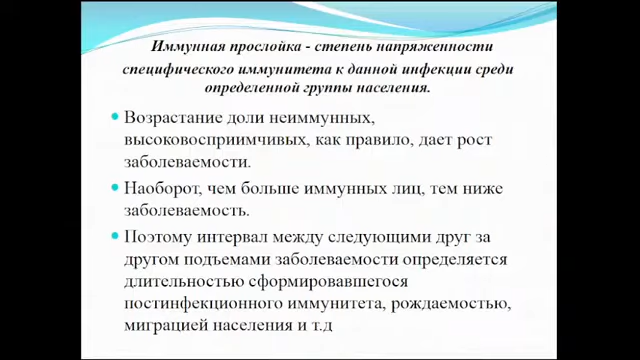 Иммунная прослойка - степень напряженности
специфического иммунитета к данной инфекции среди
определенной группы населения.
Возрастание доли неиммунных,
высоковосприимчивых, как правило, дает рост
заболеваемости.
Наоборот, чем больше иммунных лиц, тем ниже
заболеваемость.
Поэтому интервал между следующими друг за
другом подъемами заболеваемости определяется
длительностью сформировавшегося
постинфекционного иммунитета, рождаемостью,
миграцией населения и т.д